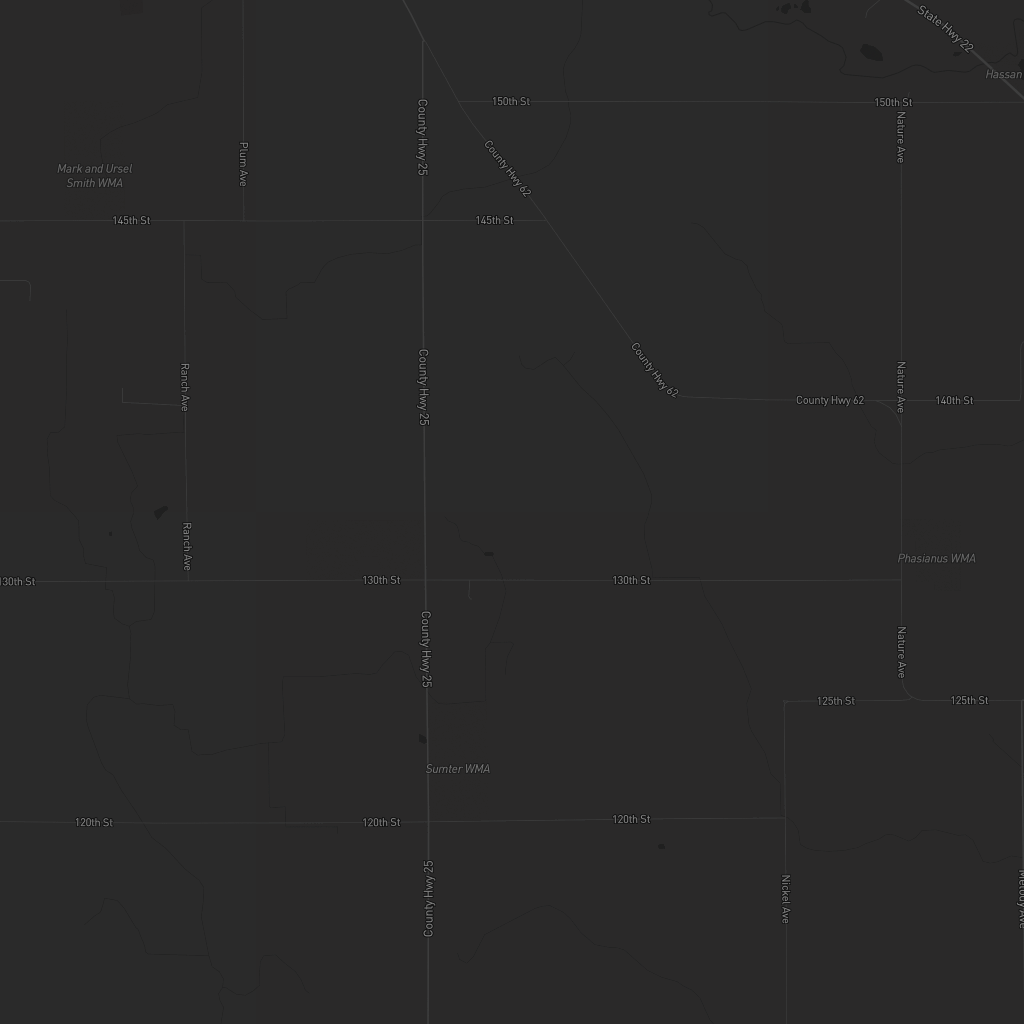 State Hwy 22
Hassan
150th St
150th St
County Hwy 25
Nature Ave
Plum Ave
County Hwy 62
Mark and Ursel
Smith WMA
145th St
145th St
County Hwy 62
County Hwy 25
Ranch Ave
Nature Ave
County Hwy 62
140th St
Ranch Ave
Phasianus WMA
130th St
130th St
130th St
County Hwy 25
Nature Ave
125th St
125th St
Sumter WMA
120th St
120th St
120th St
County Hwy 25
Nickel Ave
Melody Ave